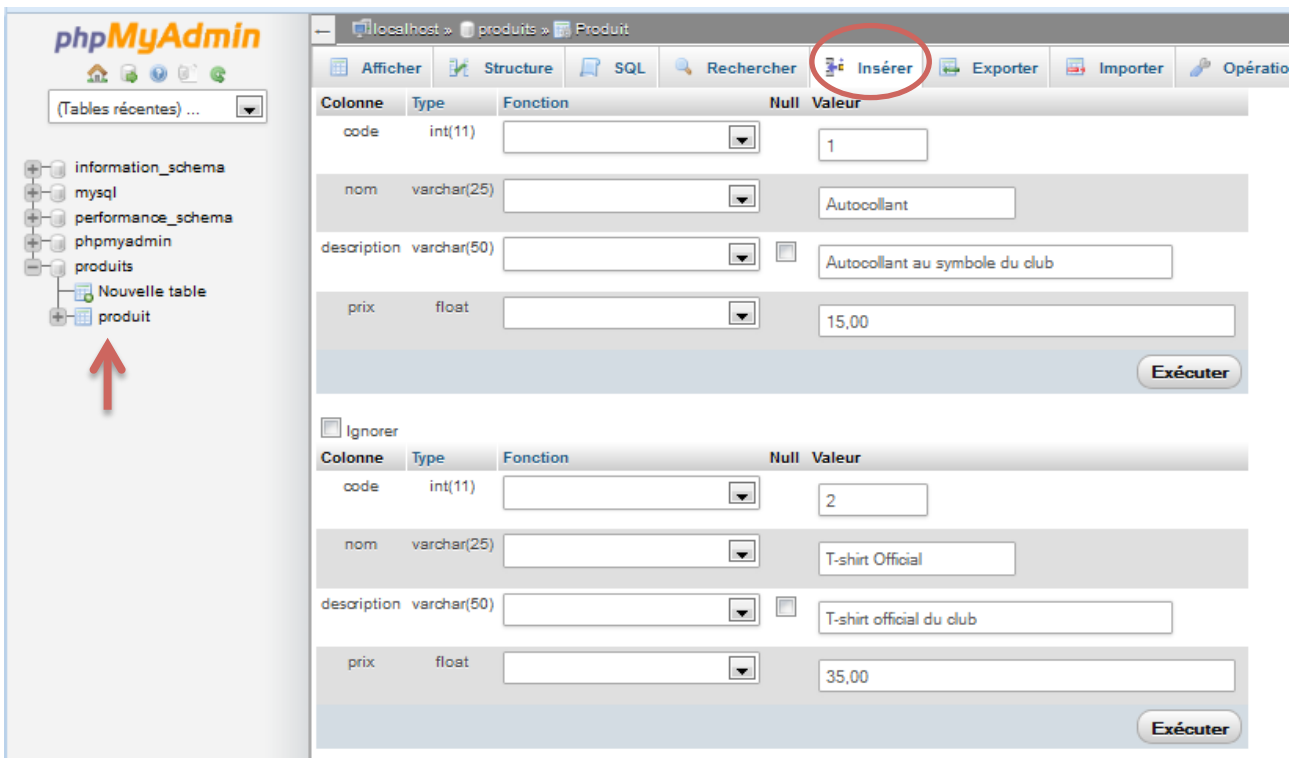 phpMyAdmin
(Tables récentes) ...
information_schema
mysql
performance_schema
phpmyadmin
produits
Nouvelle table
produit
localhost » produits » Produit
Afficher Structure SQL Rechercher Insérer Exporter Importer Opératio
Colonne Type Fonction Null Valeur
code int(11) 1
nom varchar(25) Autocollant
description varchar(50) Autocollant au symbole du club
prix float 15,00
Exécuter
Ignorer
Colonne Type Fonction Null Valeur
code int(11) 2
nom varchar(25) T-shirt Official
description varchar(50) T-shirt official du club
prix float 35,00
Exécuter